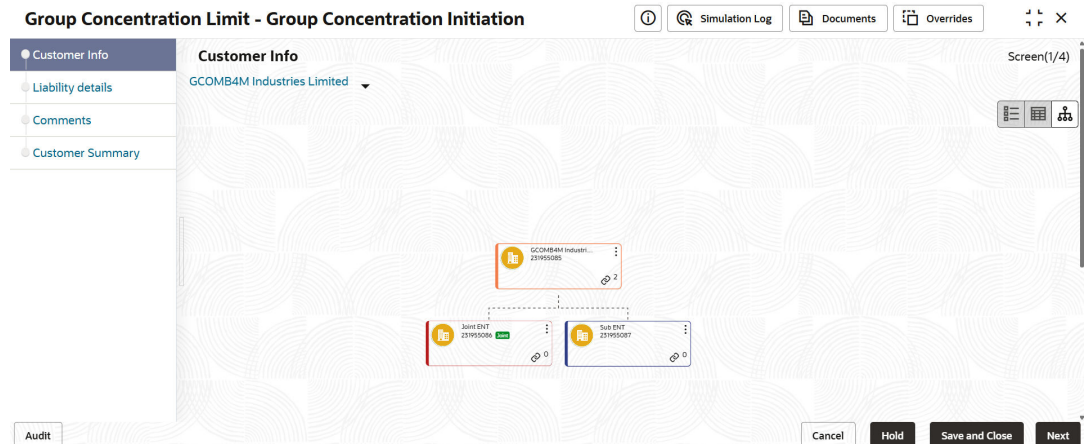 Group Concentration Limit - Group Concentration Initiation
Simulation Log
Documents
Overrides
Customer Info
Liability details
Comments
Customer Summary
Customer Info
Screen(1/4)
GCOMB4M Industries Limited
GCOMB4M Industri...
231955085
2
Joint ENT
231955086 Joint
0
Sub ENT
231955087
0
Audit
Cancel
Hold
Save and Close
Next